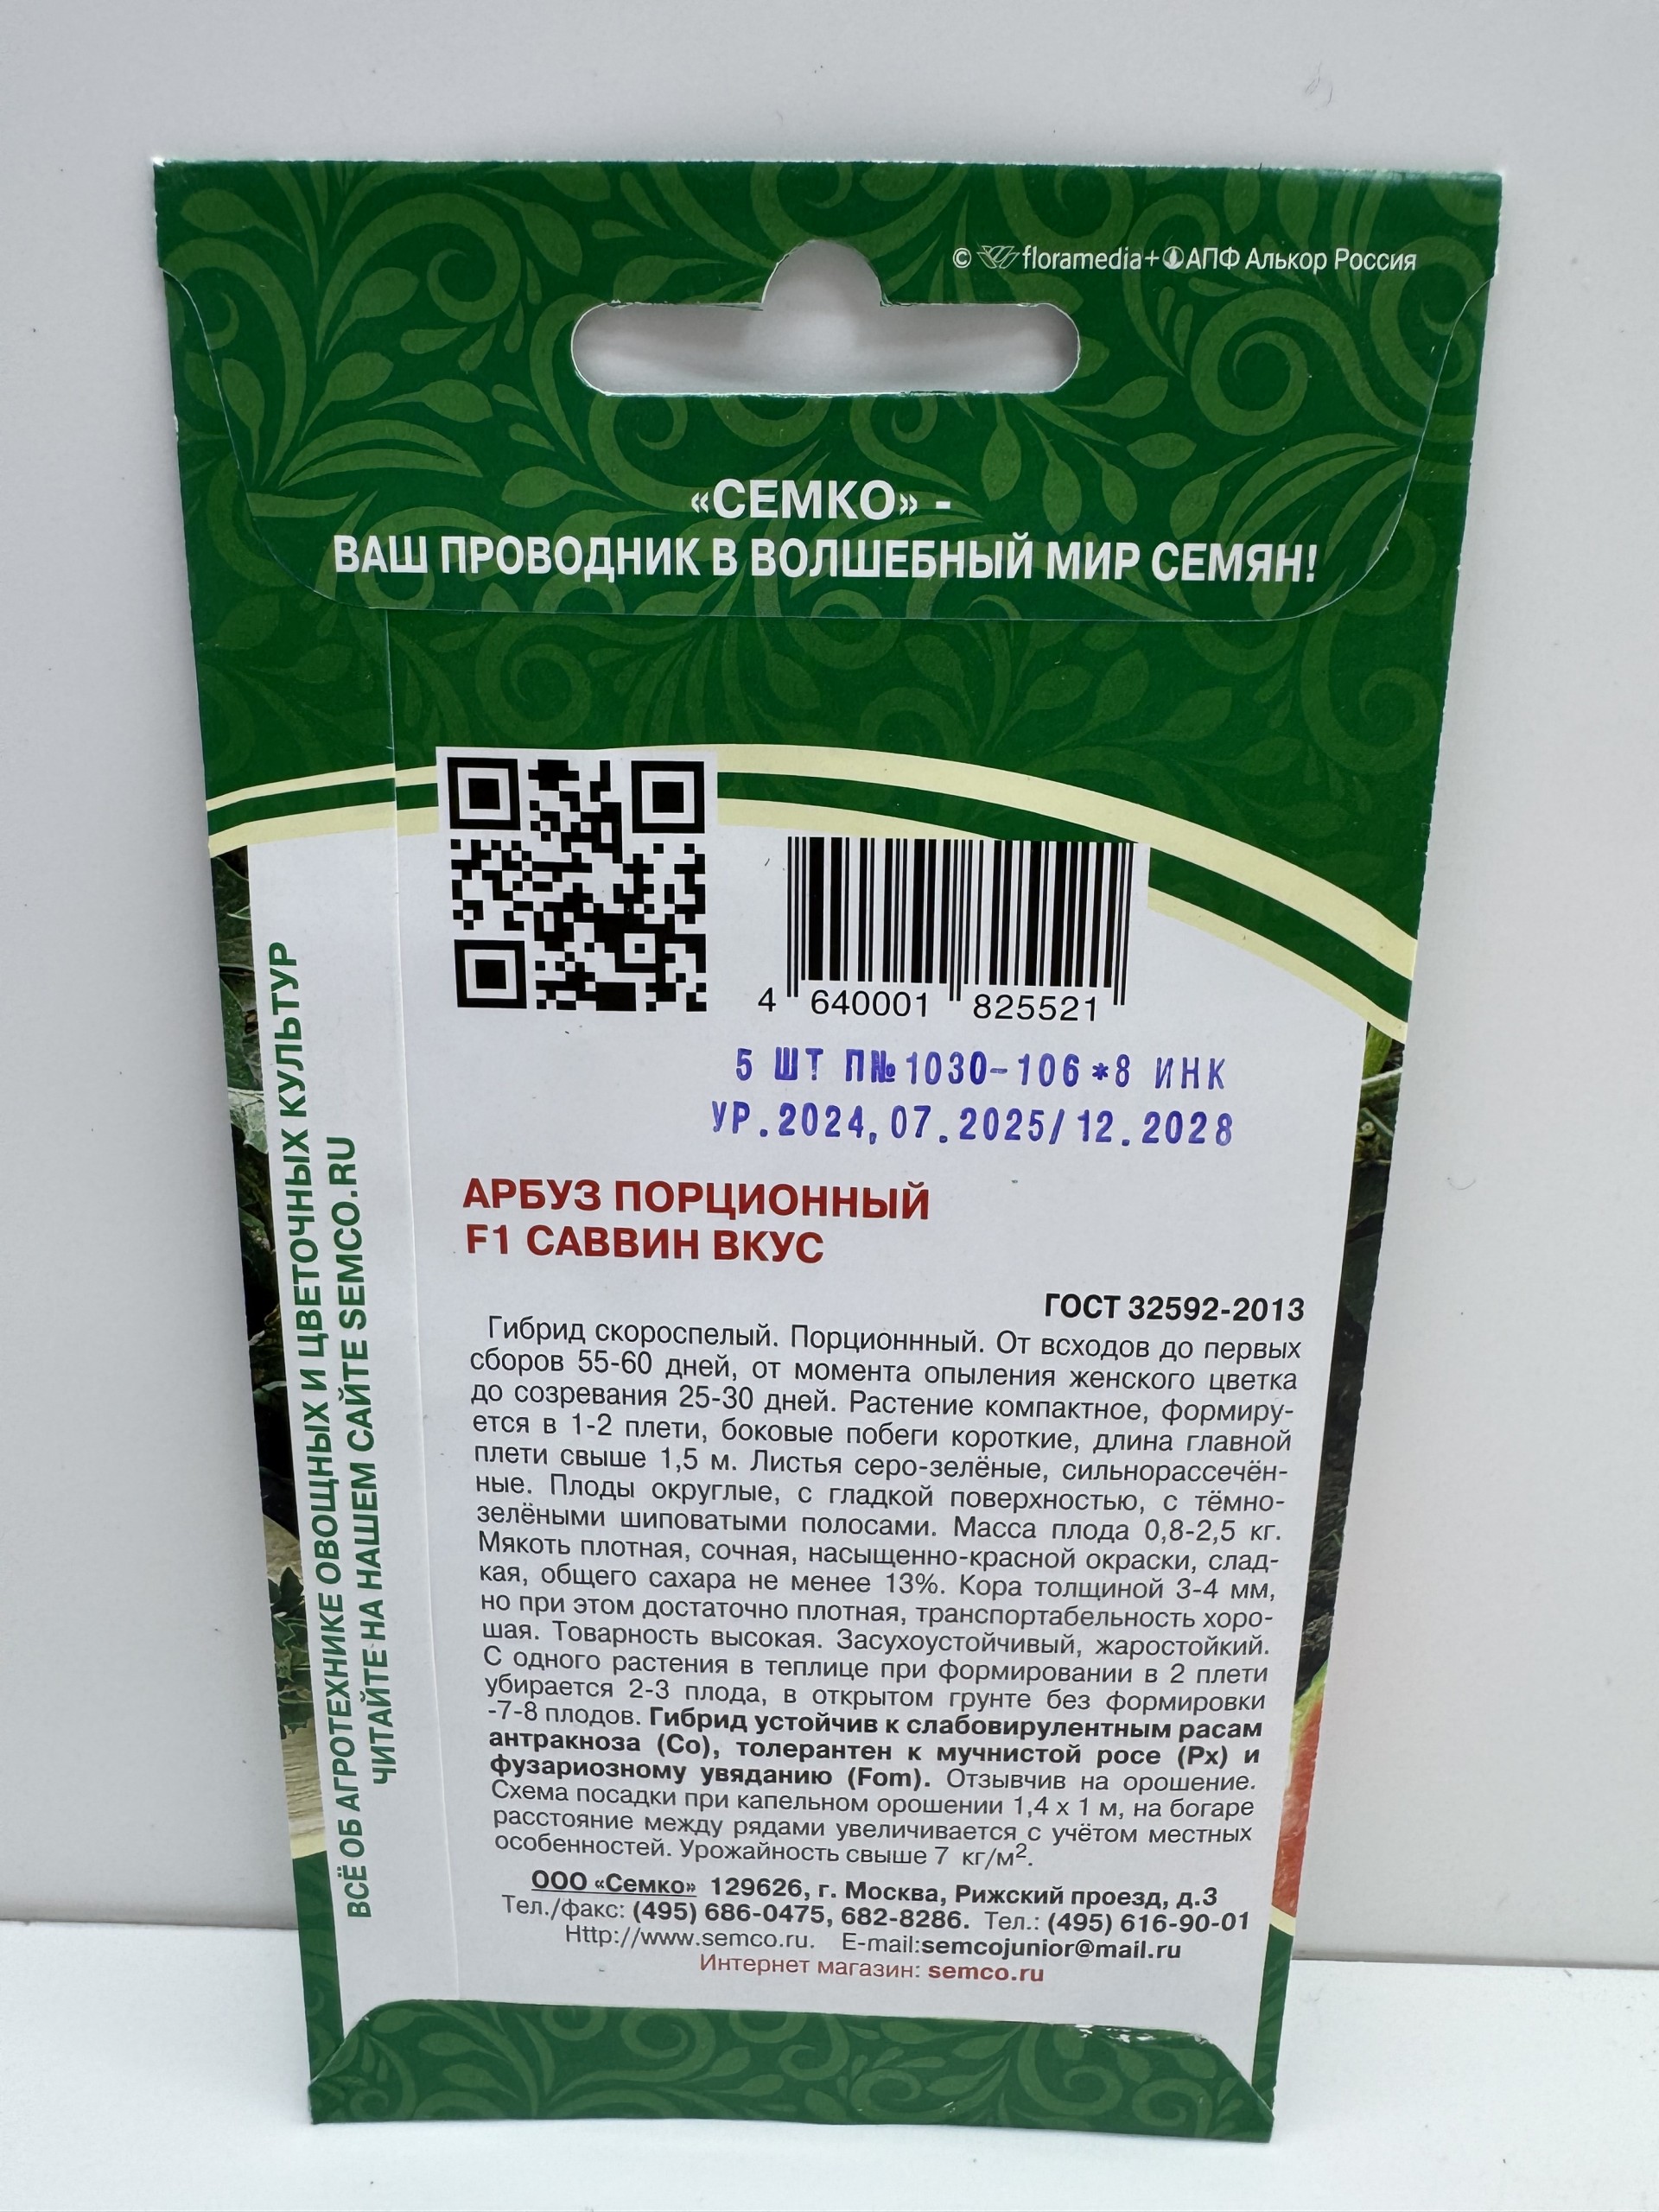 © floramedia+АПФ Алькор Россия
«СЕМКО» -
ВАШ ПРОВОДНИК В ВОЛШЕБНЫЙ МИР СЕМЯН!
4 640001 825521
5 ШТ П№1030-106*8 ИНК
УР.2024,07.2025/12.2028
АРБУЗ ПОРЦИОННЫЙ
F1 САВВИН ВКУС
ГОСТ 32592-2013
Гибрид скороспелый. Порционнный. От всходов до первых
сборов 55-60 дней, от момента опыления женского цветка
до созревания 25-30 дней. Растение компактное, формиру-
ется в 1-2 плети, боковые побеги короткие, длина главной
плети свыше 1,5 м. Листья серо-зелёные, сильнорассечён-
ные. Плоды округлые, с гладкой поверхностью, с тёмно-
зелёными шиповатыми полосами. Масса плода 0,8-2,5 кг.
Мякоть плотная, сочная, насыщенно-красной окраски, слад-
кая, общего сахара не менее 13%. Кора толщиной 3-4 мм,
но при этом достаточно плотная, транспортабельность хоро-
шая. Товарность высокая. Засухоустойчивый, жаростойкий.
С одного растения в теплице при формировании в 2 плети
убирается 2-3 плода, в открытом грунте без формировки
-7-8 плодов. Гибрид устойчив к слабовирулентным расам
антракноза (Co), толерантен к мучнистой росе (Px) и
фузариозному увяданию (Fom). Отзывчив на орошение.
Схема посадки при капельном орошении 1,4 х 1 м, на богаре
расстояние между рядами увеличивается с учётом местных
особенностей. Урожайность свыше 7 кг/м².
ООО «Семко» 129626, г. Москва, Рижский проезд, д.3
Тел./факс: (495) 686-0475, 682-8286. Тел.: (495) 616-90-01
Http://www.semco.ru. E-mail:semcojunior@mail.ru
Интернет магазин: semco.ru
ВСЁ ОБ АГРОТЕХНИКЕ ОВОЩНЫХ И ЦВЕТОЧНЫХ КУЛЬТУР
ЧИТАЙТЕ НА НАШЕМ САЙТЕ SEMCO.RU